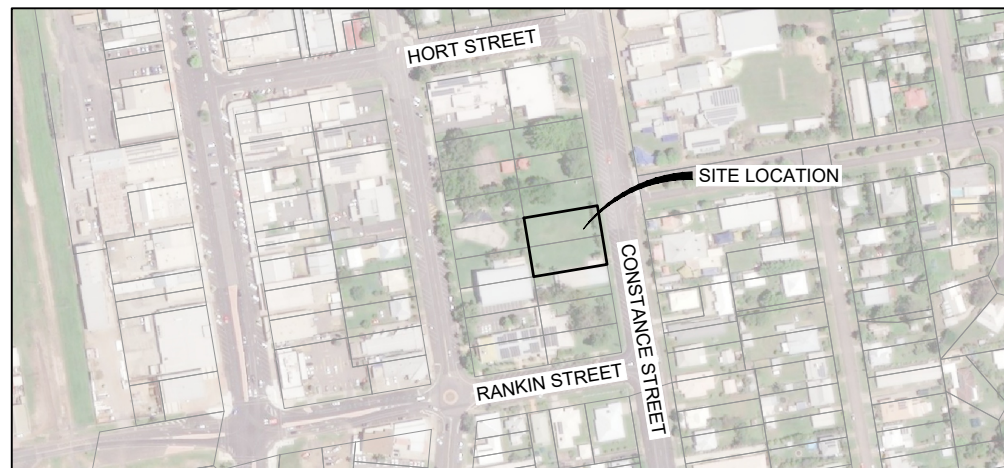 HORT STREET
SITE LOCATION
CONSTANCE STREET
RANKIN STREET